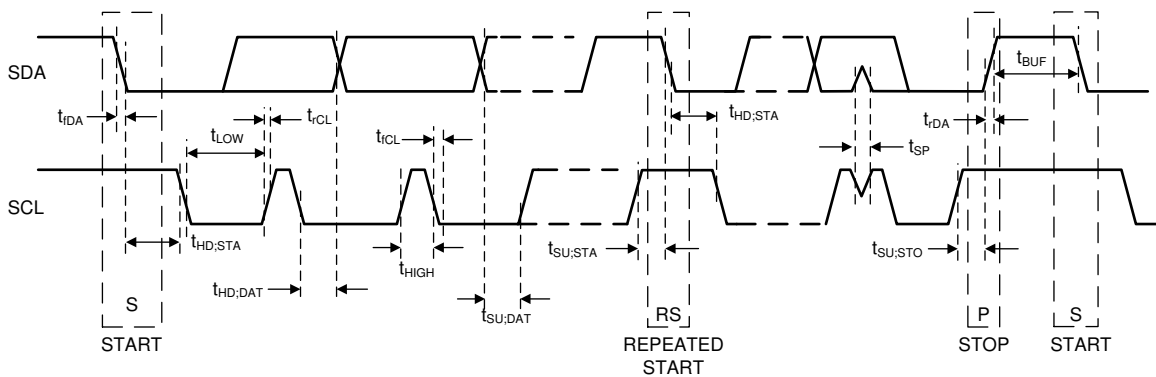 SDA
t_BUF
t_fDA
t_LOW
t_rCL
t_fCL
t_HD;STA
t_SP
t_rDA
SCL
t_HD;STA
t_HIGH
t_SU;STA
t_SU;STO
t_HD;DAT
t_SU;DAT
S
RS
P
S
START
REPEATED
START
STOP
START